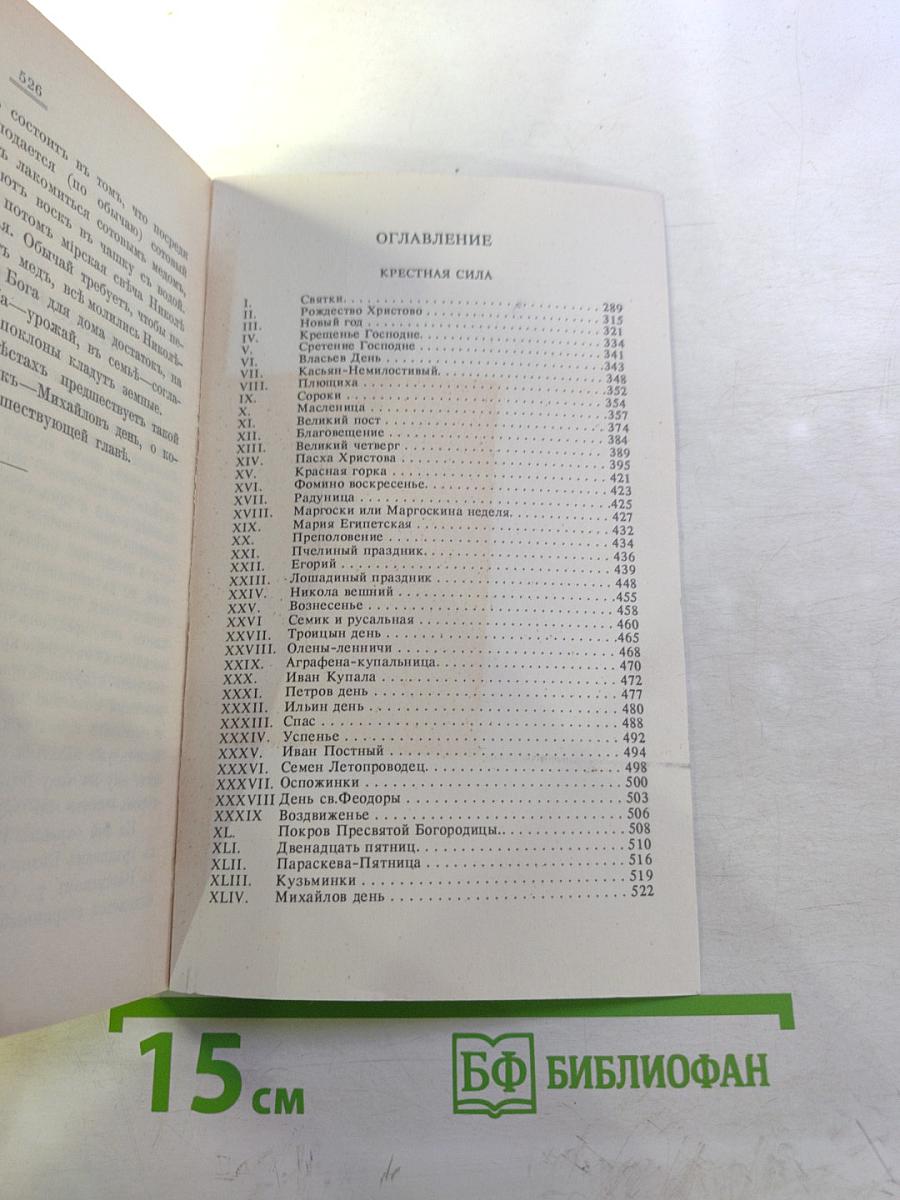 526
состоитъ въ томъ, что посреди
подается (по обычаю) сотовый
лакомиться сотовымъ медомъ,
воскъ въ чашку съ водой.
потомъ мірская свѣча Николѣ
Обычай требуетъ, чтобы пе-
медъ, всѣ молились Николѣ-
Бога для дома достатокъ, на
урожай, въ семьѣ—согла-
поклоны кладутъ земные.
предшествуетъ такой
Михайловъ день, о ко-
главѣ.
ОГЛАВЛЕНИЕ
КРЕСТНАЯ СИЛА
I. Святки. 289
II. Рождество Христово 315
III. Новый год 321
IV. Крещенье Господне. 334
V. Сретение Господне 341
VI. Власьев День 343
VII. Касьян-Немилостивый. 348
VIII. Плющиха 352
IX. Сороки 354
X. Масленица 357
XI. Великий пост 374
XII. Благовещение 384
XIII. Великий четверг 389
XIV. Пасха Христова 395
XV. Красная горка 421
XVI. Фомино воскресенье. 423
XVII. Радуница 425
XVIII. Маргоски или Маргоскина неделя. 427
XIX. Мария Египетская 432
XX. Преполовение 434
XXI. Пчелиный праздник. 436
XXII. Егорий 439
XXIII. Лошадиный праздник 448
XXIV. Никола вешний 455
XXV. Вознесенье 458
XXVI Семик и русальная 460
XXVII. Троицын день 465
XXVIII. Олены-ленничи 468
XXIX. Аграфена-купальница. 470
XXX. Иван Купала 472
XXXI. Петров день 477
XXXII. Ильин день 480
XXXIII. Спас 488
XXXIV. Успенье 492
XXXV. Иван Постный 494
XXXVI. Семен Летопроводец. 498
XXXVII. Оспожинки 500
XXXVIII День св.Феодоры 503
XXXIX Воздвиженье 506
XL. Покров Пресвятой Богородицы.. 508
XLI. Двенадцать пятниц. 510
XLII. Параскева-Пятница 516
XLIII. Кузьминки 519
XLIV. Михайлов день 522
15 см
БФ БИБЛИОФАН